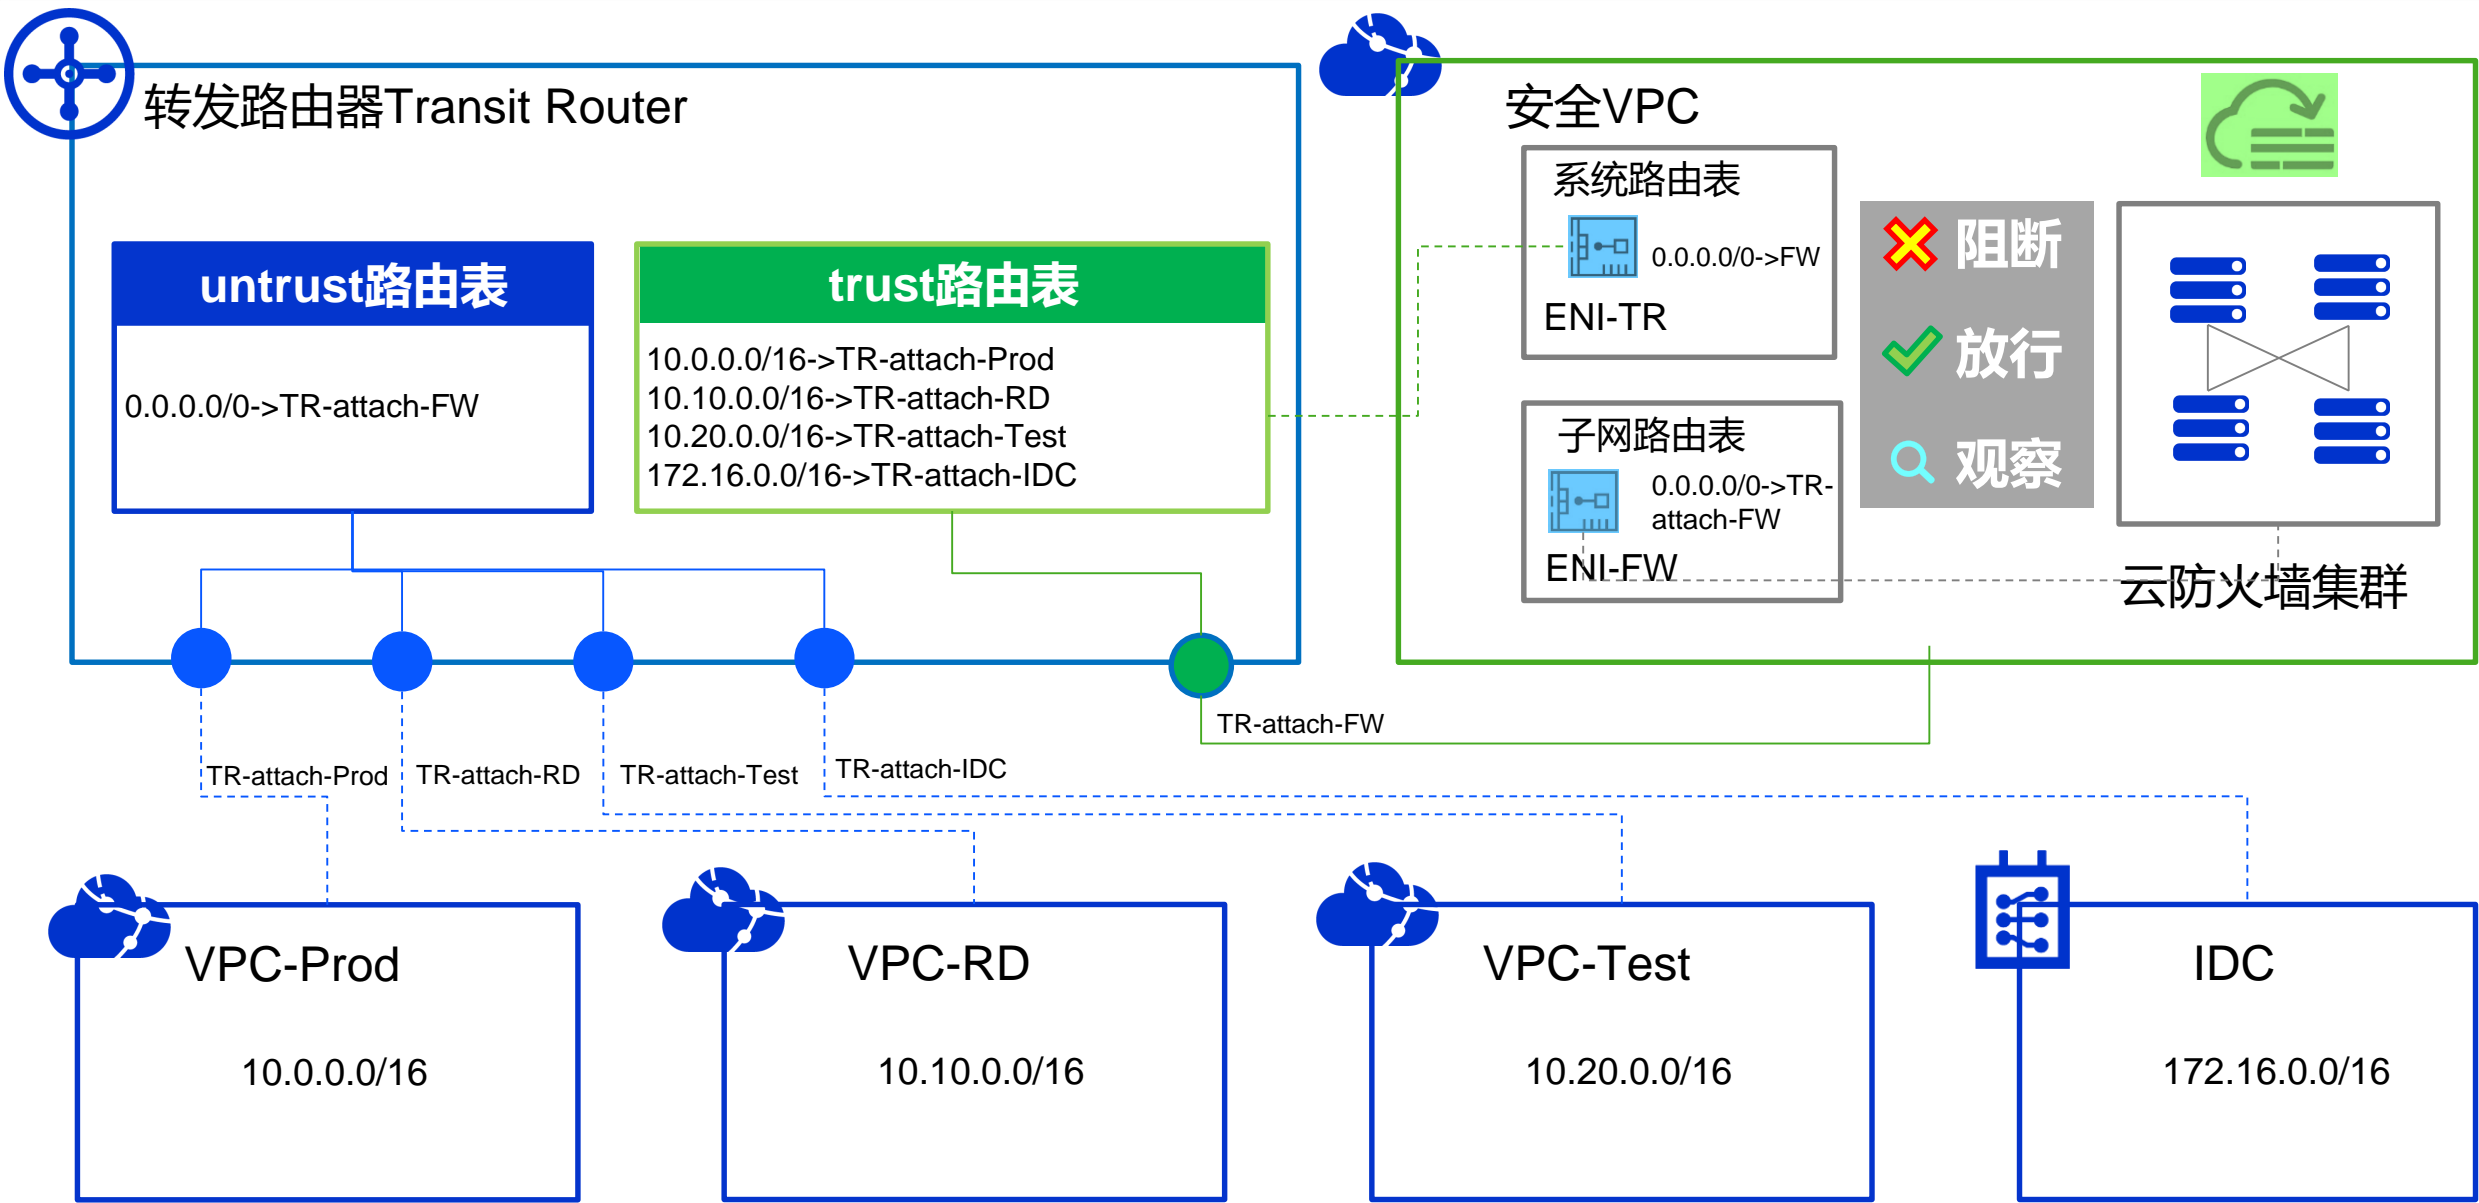 转发路由器Transit Router
untrust路由表
0.0.0.0/0->TR-attach-FW
trust路由表
10.0.0.0/16->TR-attach-Prod
10.10.0.0/16->TR-attach-RD
10.20.0.0/16->TR-attach-Test
172.16.0.0/16->TR-attach-IDC
安全VPC
系统路由表
0.0.0.0/0->FW
ENI-TR
子网路由表
0.0.0.0/0->TR-
attach-FW
ENI-FW
阻断
放行
观察
云防火墙集群
TR-attach-FW
TR-attach-Prod
TR-attach-RD
TR-attach-Test
TR-attach-IDC
VPC-Prod
10.0.0.0/16
VPC-RD
10.10.0.0/16
VPC-Test
10.20.0.0/16
IDC
172.16.0.0/16